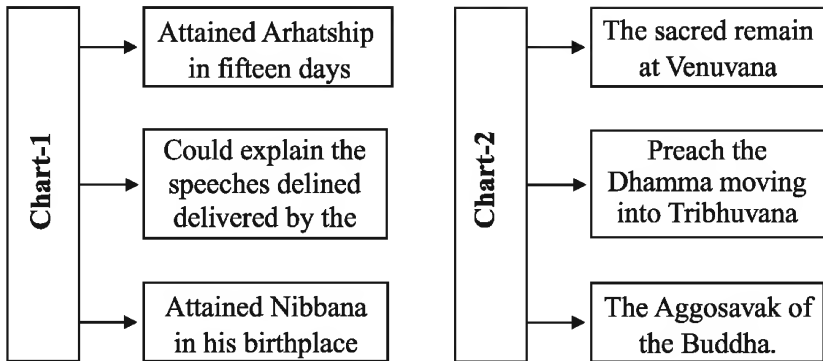 Chart-1
Attained Arhatship
in fifteen days
Could explain the
speeches delined
delivered by the
Attained Nibbana
in his birthplace
Chart-2
The sacred remain
at Venuvana
Preach the
Dhamma moving
into Tribhuvana
The Aggosavak of
the Buddha.